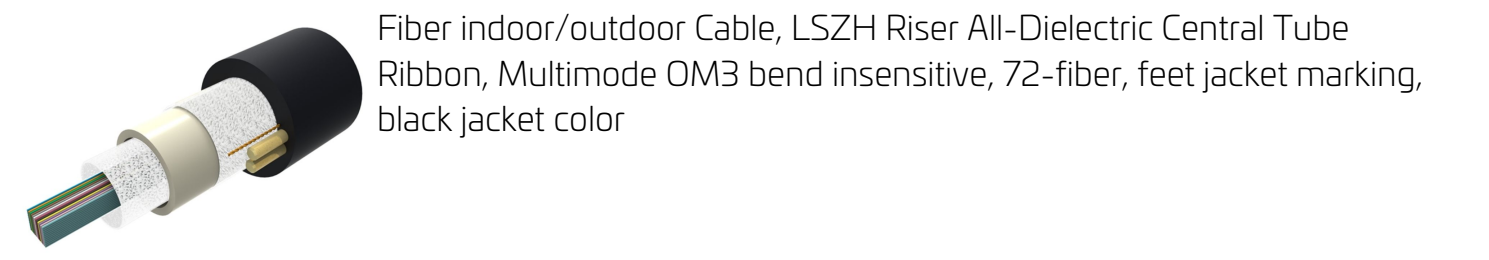 Fiber indoor/outdoor Cable, LSZH Riser All-Dielectric Central Tube
Ribbon, Multimode OM3 bend insensitive, 72-fiber, feet jacket marking,
black jacket color